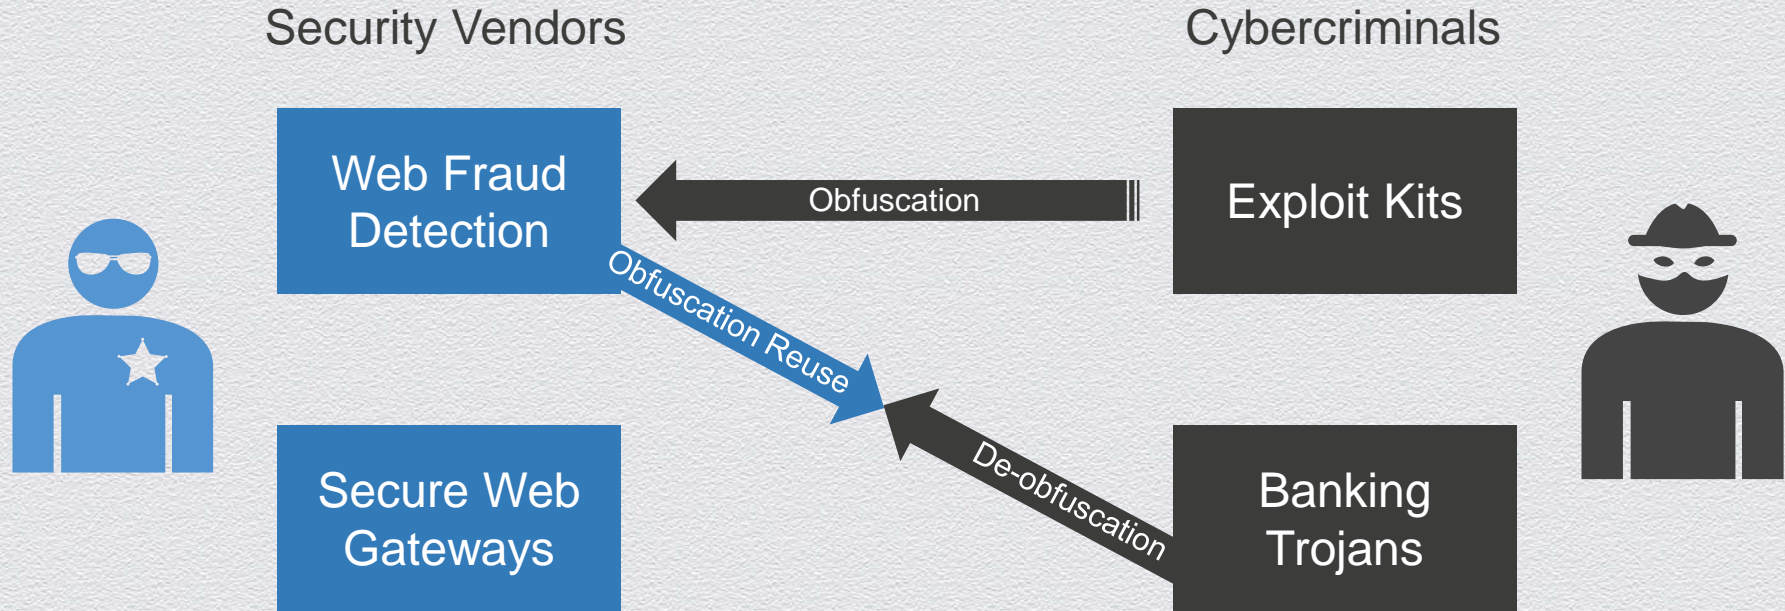 Security Vendors
Cybercriminals
Web Fraud
Detection
Obfuscation
Exploit Kits
Obfuscation Reuse
De-obfuscation
Secure Web
Gateways
Banking
Trojans